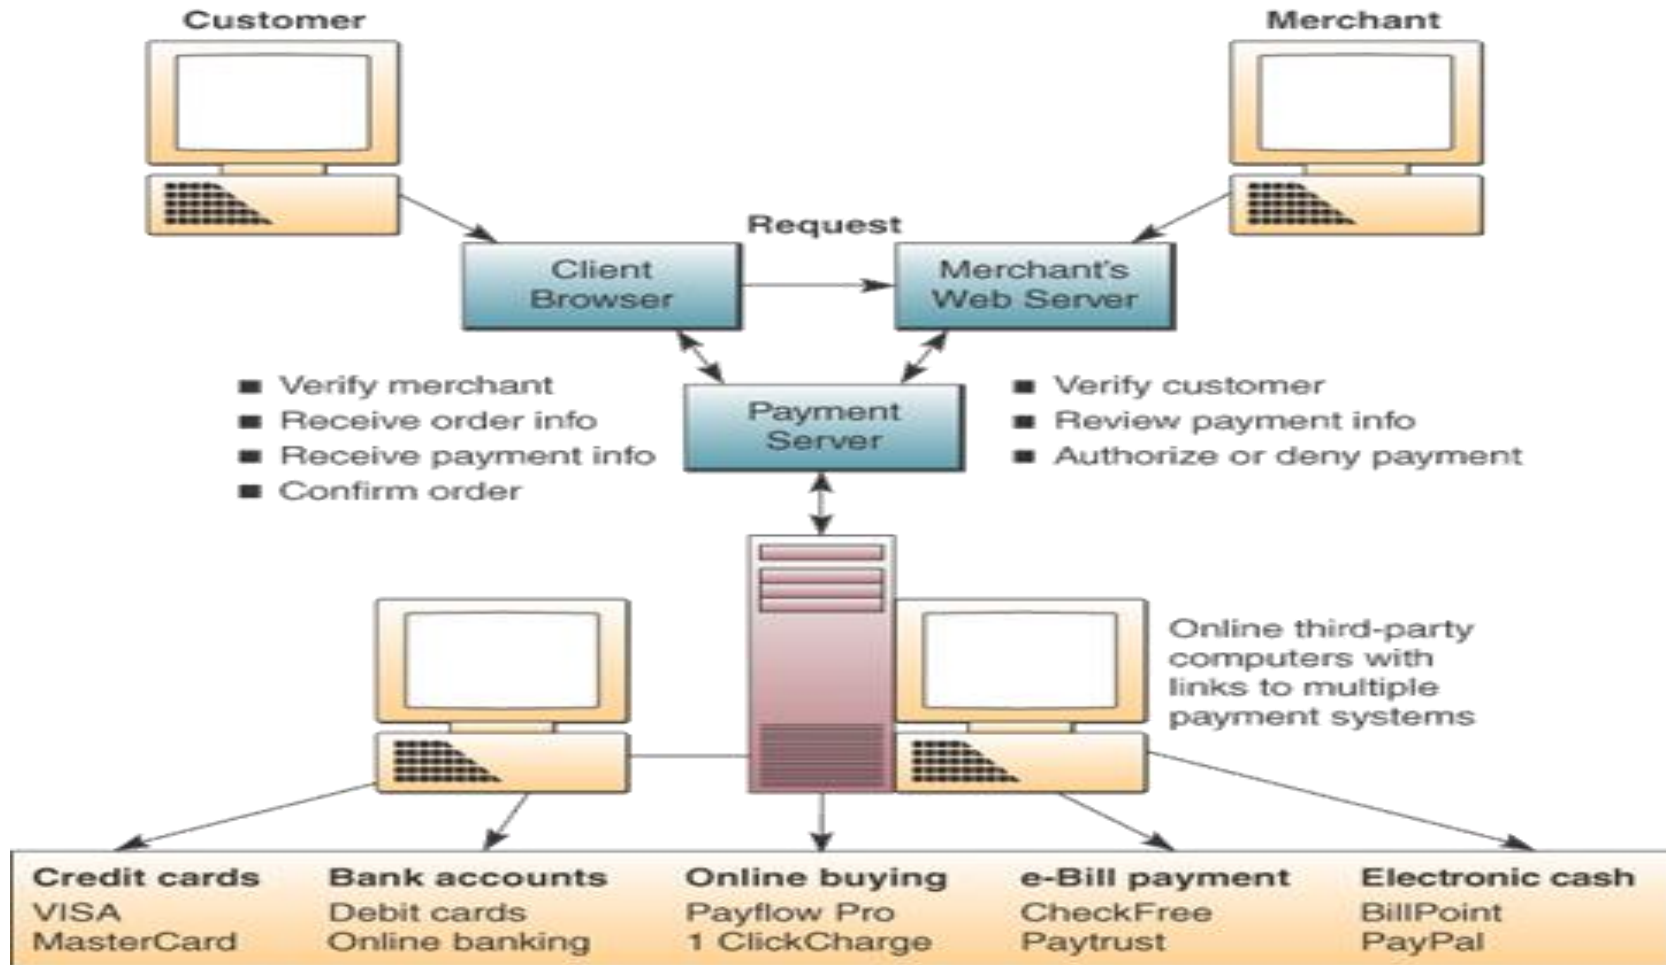 Customer
Merchant
Request
Client
Browser
Merchant's
Web Server
■ Verify merchant
■ Receive order info
■ Receive payment info
■ Confirm order
Payment
Server
■ Verify customer
■ Review payment info
■ Authorize or deny payment
Online third-party
computers with
links to multiple
payment systems
Credit cards
VISA
MasterCard
Bank accounts
Debit cards
Online banking
Online buying
Payflow Pro
1 ClickCharge
e-Bill payment
CheckFree
Paytrust
Electronic cash
BillPoint
PayPal